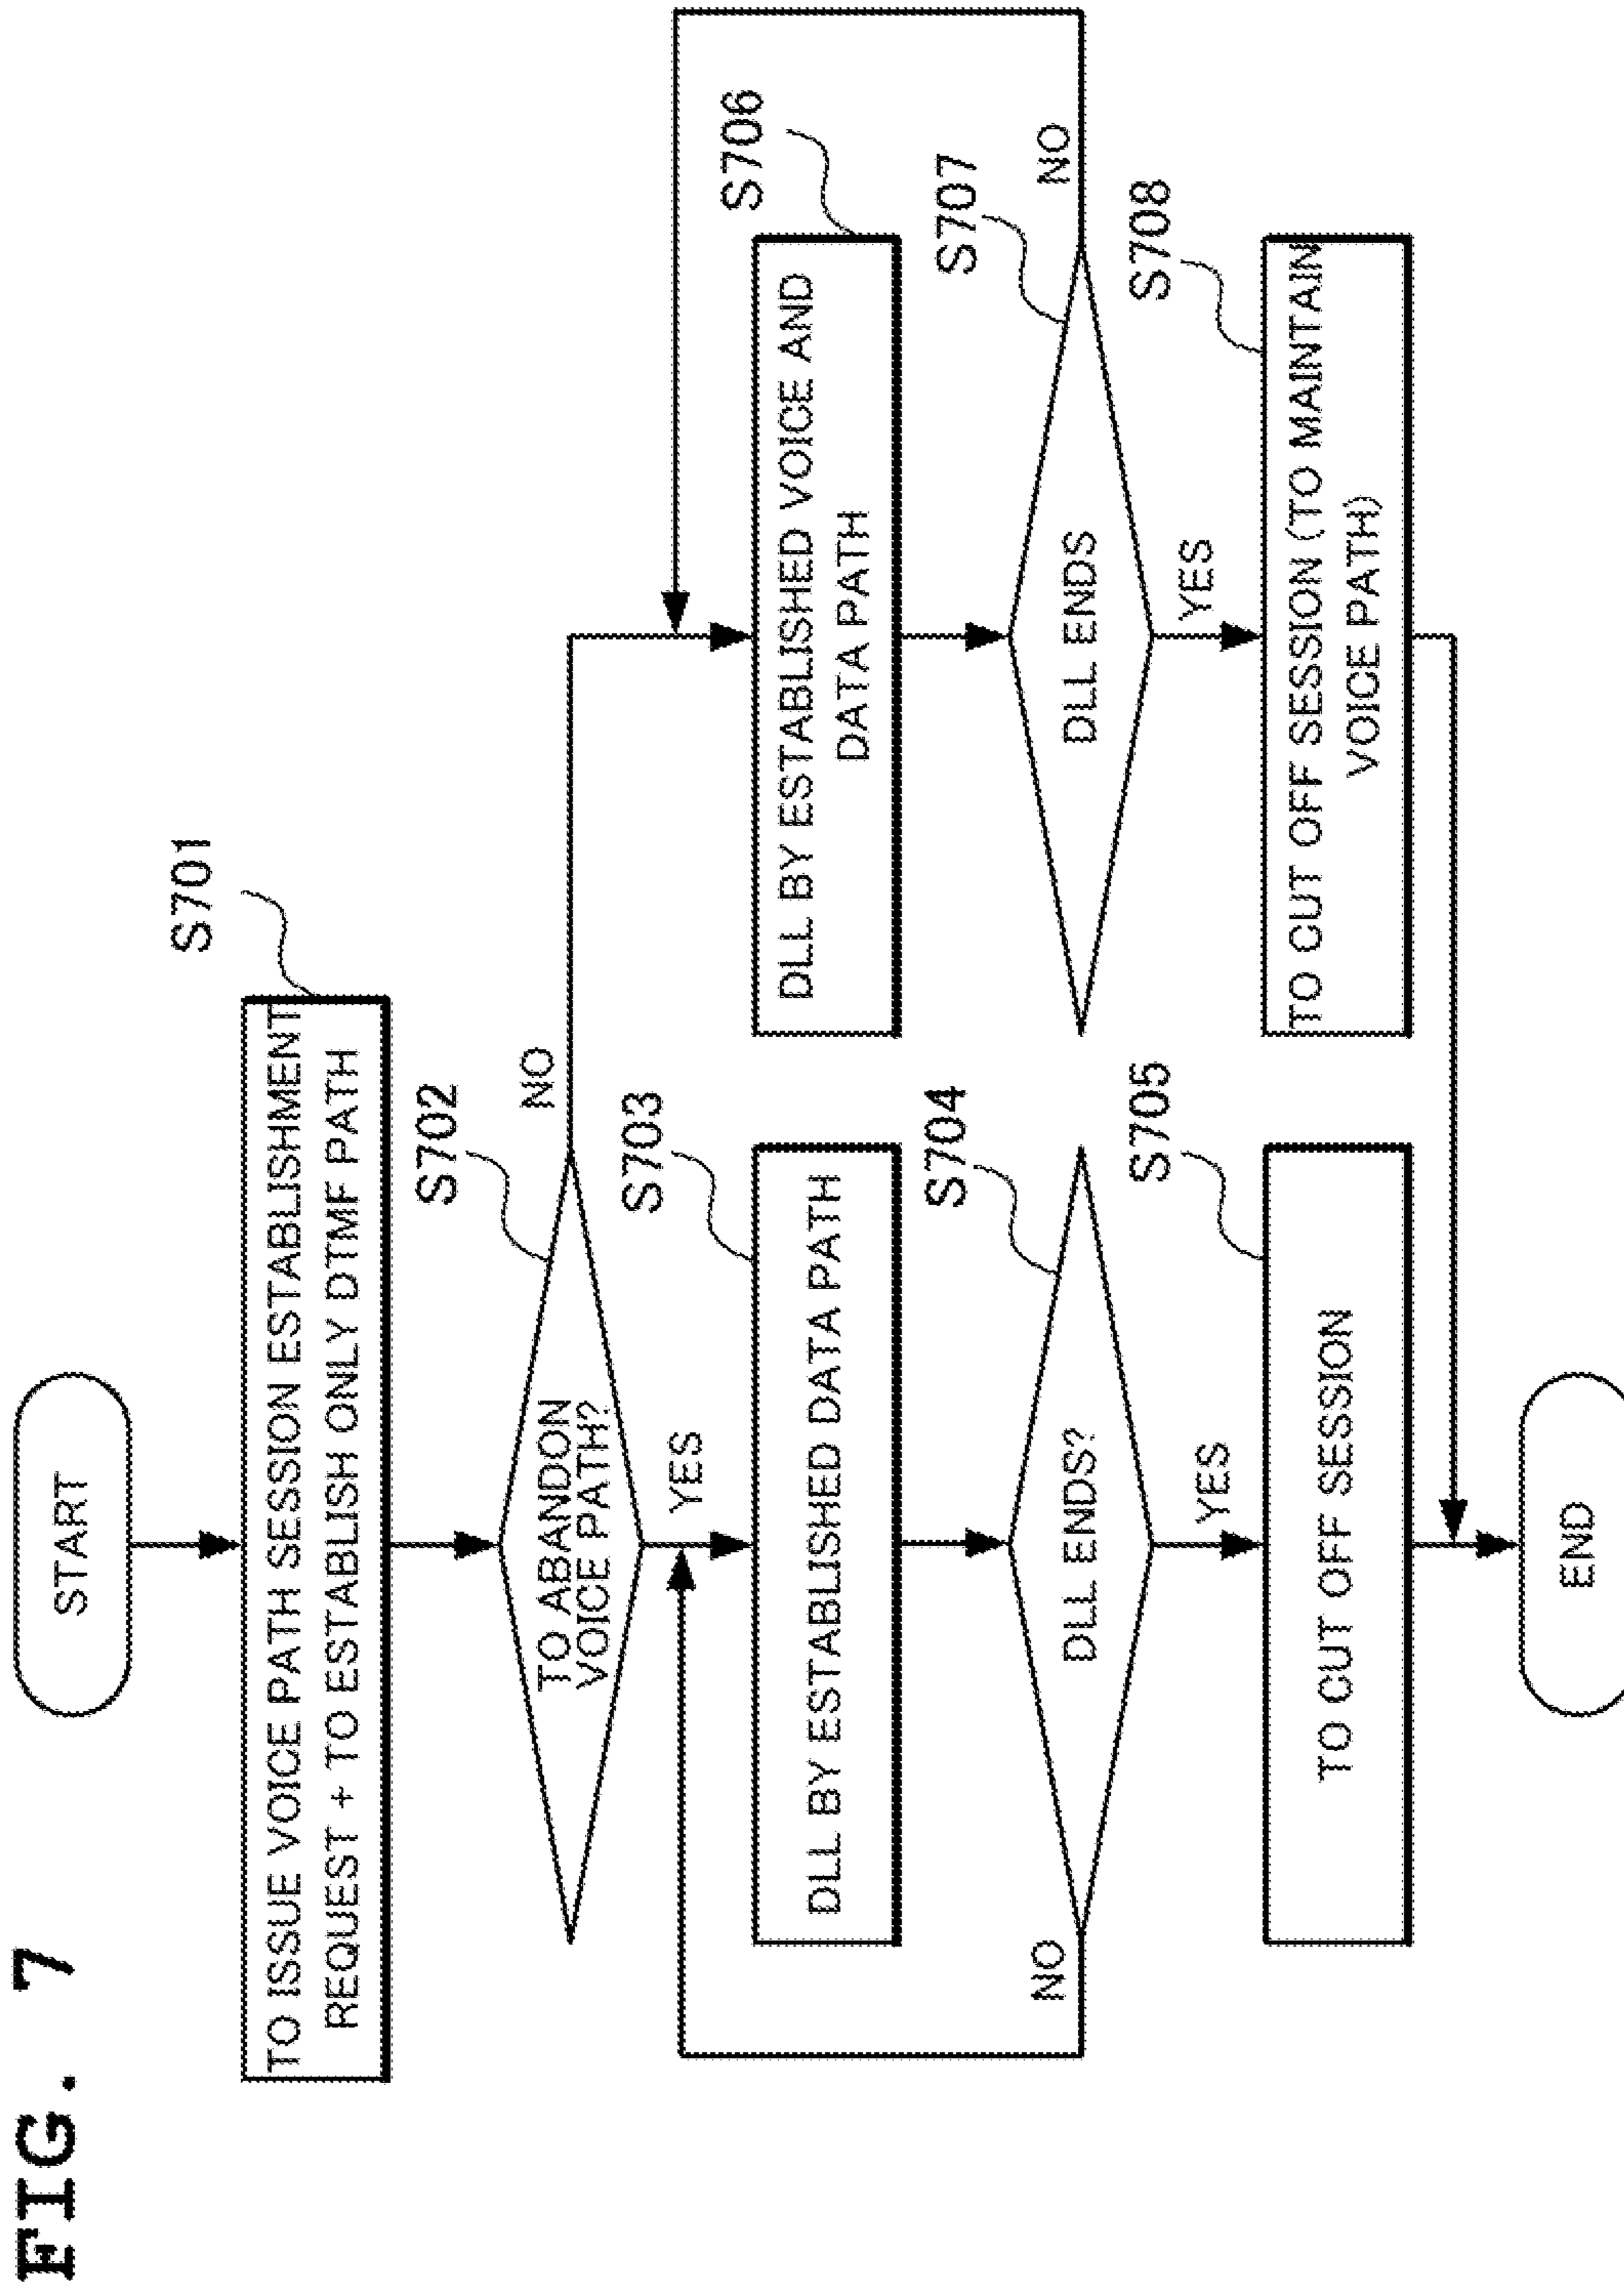 FIG. 7
START
S701
TO ISSUE VOICE PATH SESSION ESTABLISHMENT
REQUEST + TO ESTABLISH ONLY DTMF PATH
S702
TO ABANDON
VOICE PATH?
NO
YES
S703
DLL BY ESTABLISHED DATA PATH
S704
DLL ENDS?
NO
YES
S705
TO CUT OFF SESSION
S706
DLL BY ESTABLISHED VOICE AND
DATA PATH
S707
DLL ENDS
NO
YES
S708
TO CUT OFF SESSION (TO MAINTAIN
VOICE PATH)
END